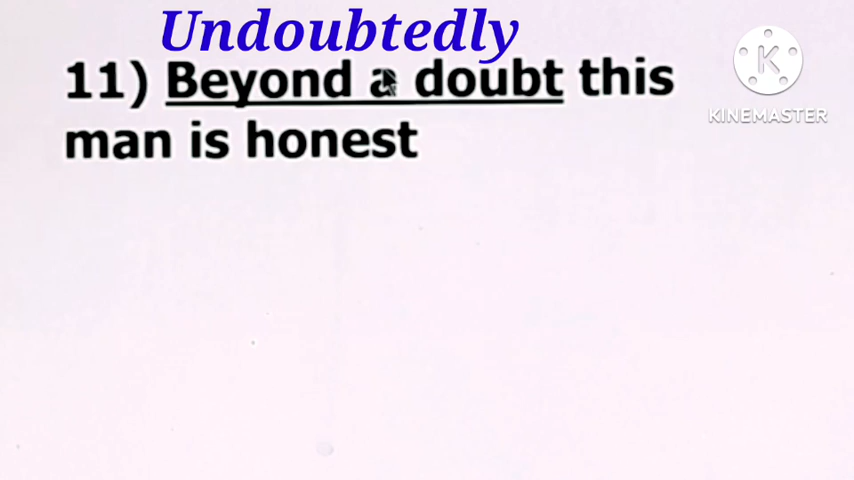 Undoubtedly
11) Beyond a doubt this
man is honest
K
KINEMASTER